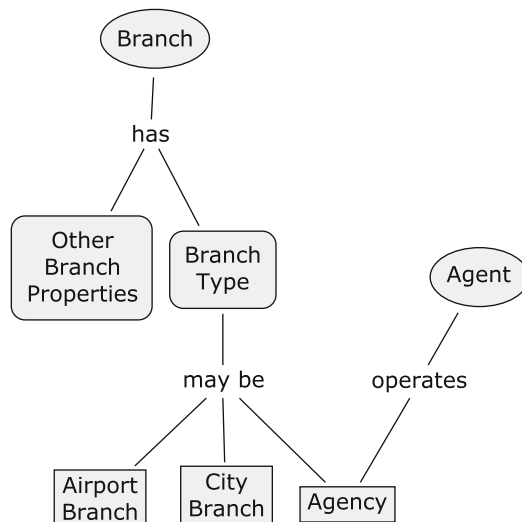 Branch
has
Other
Branch
Properties
Branch
Type
Agent
may be
operates
Airport
Branch
City
Branch
Agency